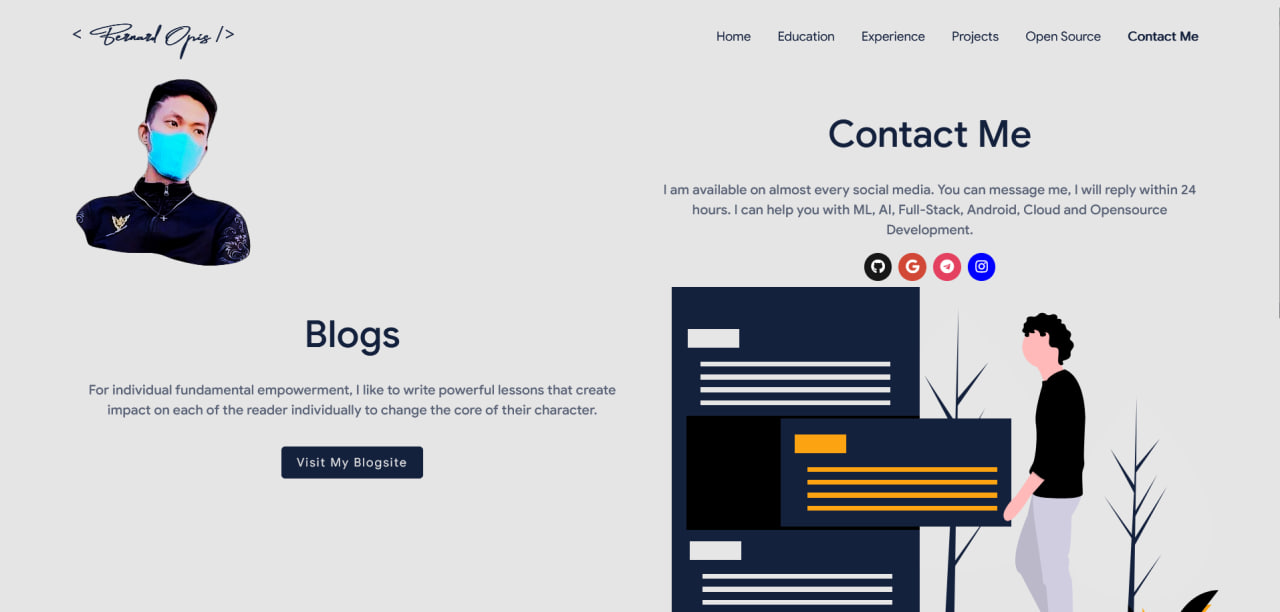 < Bernard Opis />
Home
Education
Experience
Projects
Open Source
Contact Me
Contact Me
I am available on almost every social media. You can message me, I will reply within 24
hours. I can help you with ML, AI, Full-Stack, Android, Cloud and Opensource
Development.
Blogs
For individual fundamental empowerment, I like to write powerful lessons that create
impact on each of the reader individually to change the core of their character.
Visit My Blogsite